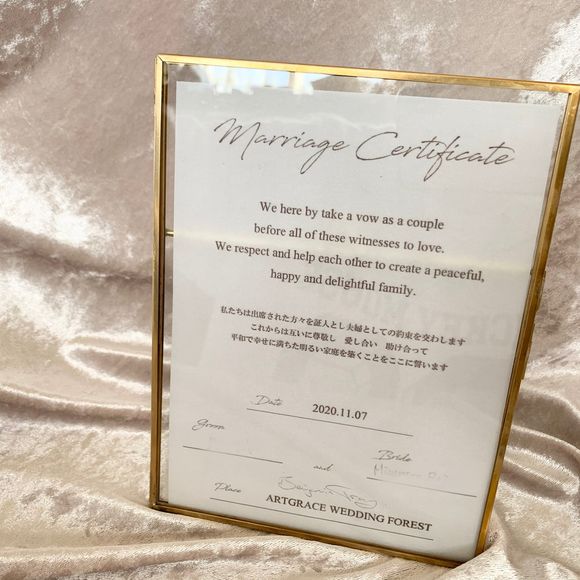 Marriage Certificate
We here by take a vow as a couple
before all of these witnesses to love.
We respect and help each other to create a peaceful,
happy and delightful family.
私たちは出席された方々を証人とし夫婦としての約束を交わします
これからは互いに尊敬し 愛し合い 助け合って
平和で幸せに満ちた明るい家庭を築くことをここに誓います
Date 2020.11.07
Groom
Bride
and
Place
ARTGRACE WEDDING FOREST